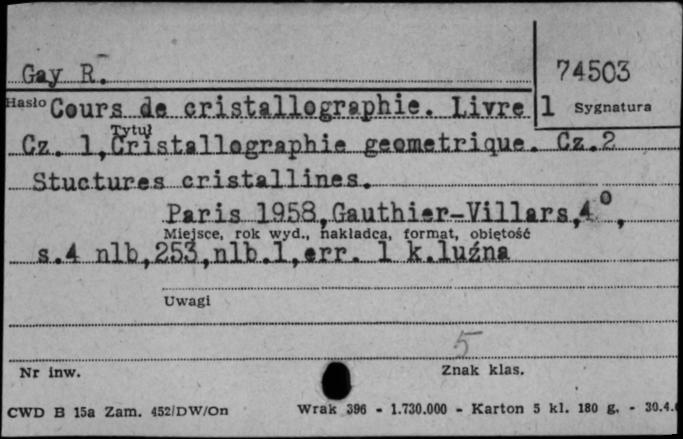 Gay R.
74503
Hasło Cours de cristallographie. Livre 1 Sygnatura
Tytuł
Cz. 1, Cristallographie geometrique. Cz.2
Stuctures cristallines.
Paris 1958, Gauthier-Villars, 4°,
Miejsce, rok wyd., nakładca, format, objętość
s.4 nlb, 253, nlb.1, err. 1 k.luźna
Uwagi
5
Nr inw. Znak klas.
CWD B 15a Zam. 452/DW/On Wrak 396 - 1.730.000 - Karton 5 kl. 180 g. - 30.4.